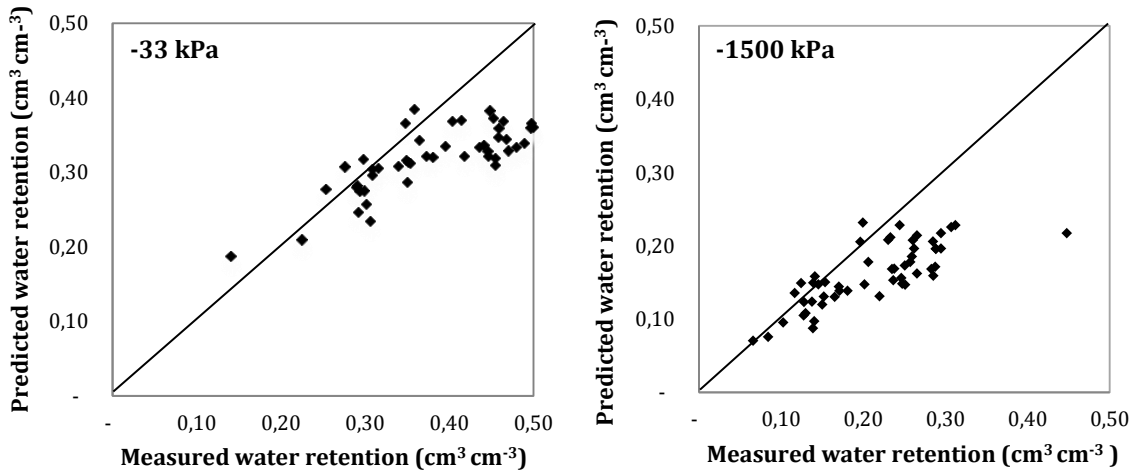 -33 kPa
0,50
0,40
0,30
0,20
0,10
-
- 0,10 0,20 0,30 0,40 0,50
Predicted water retention (cm³ cm-³)
Measured water retention (cm³ cm⁻³)
-1500 kPa
0,50
0,40
0,30
0,20
0,10
-
- 0,10 0,20 0,30 0,40 0,50
Predicted water retention (cm³ cm-³)
Measured water retention (cm³ cm⁻³ )